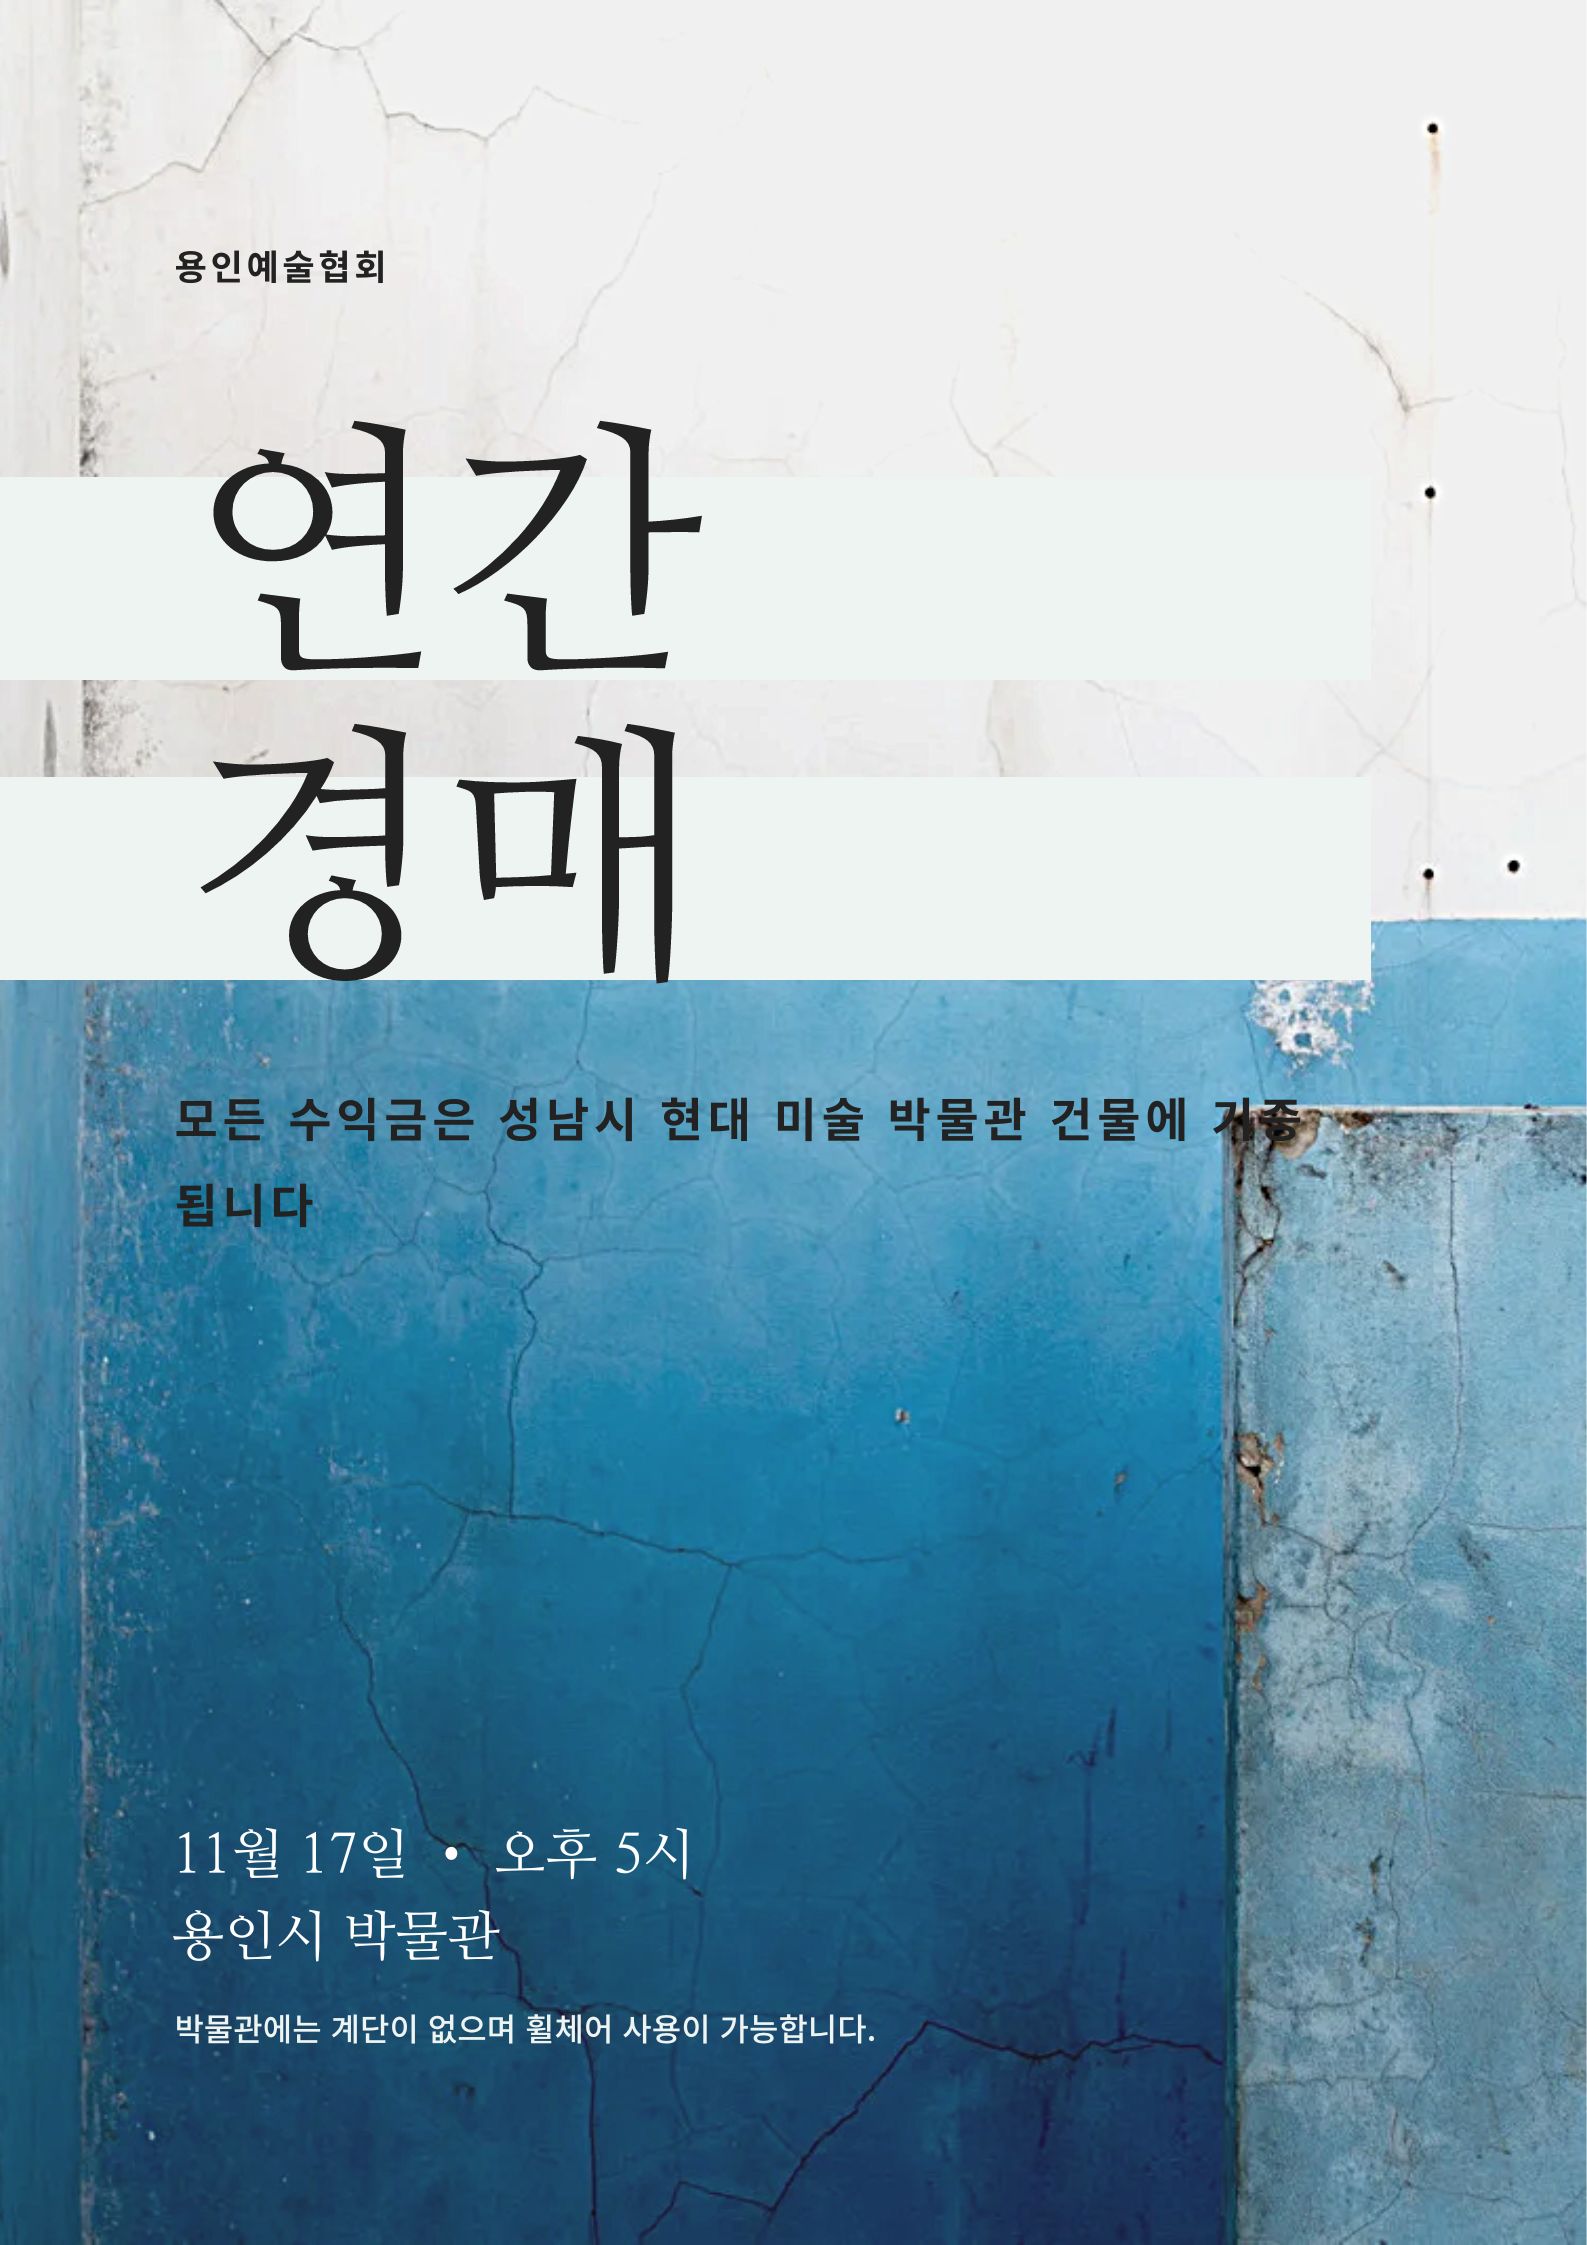 용인예술협회
연간
경매
모든 수익금은 성남시 현대 미술 박물관 건물에 기증
됩니다
11월 17일 • 오후 5시
용인시 박물관
박물관에는 계단이 없으며 휠체어 사용이 가능합니다.